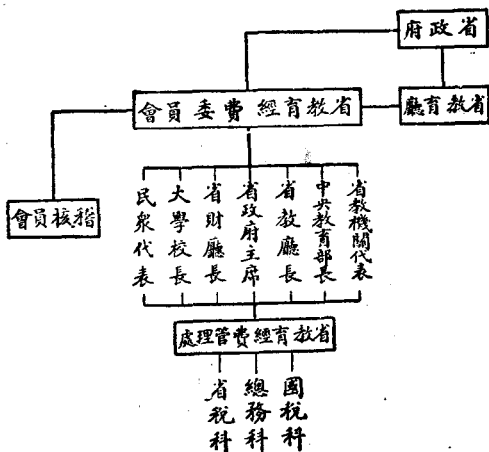 府政省
廳育教省
會員委費經育教省
會員核稽
省教機關代表
中央教育部長
省教廳長
省政府主席
省財廳長
大學校長
民眾代表
處理管費經育教省
國稅科
總務科
省稅科